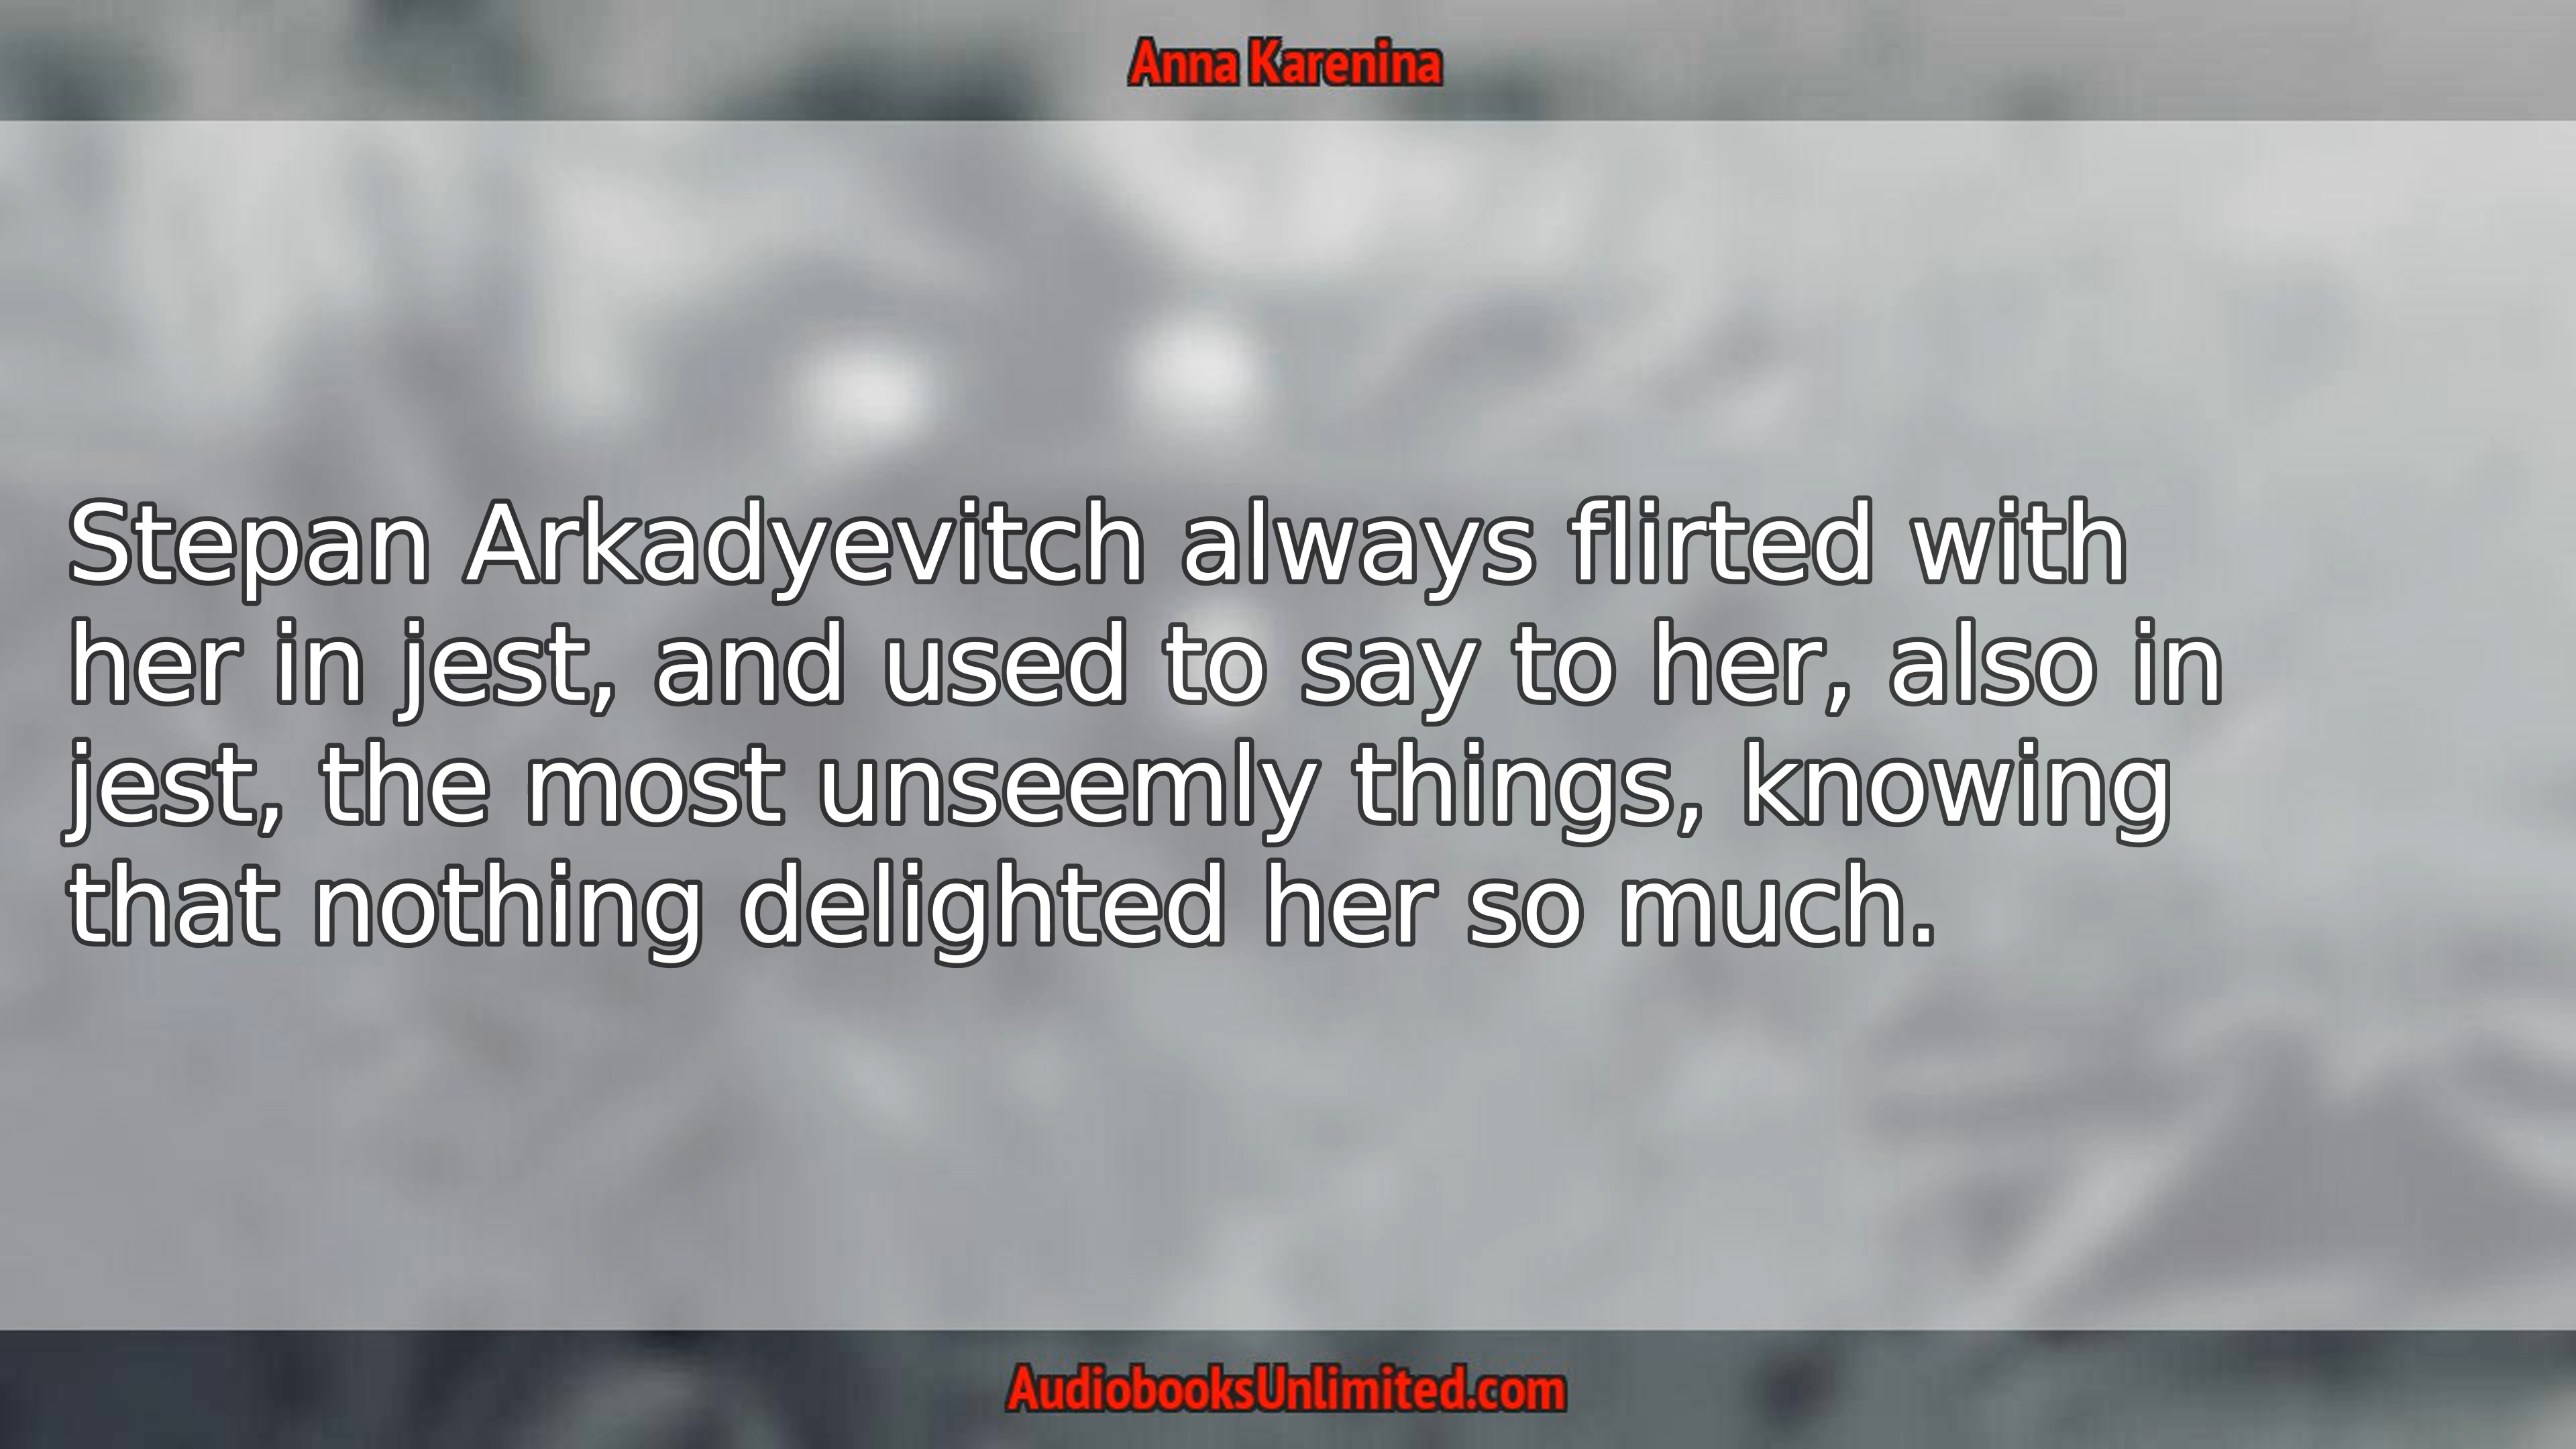 Anna Karenina
Stepan Arkadyevitch always flirted with
her in jest, and used to say to her, also in
jest, the most unseemly things, knowing
that nothing delighted her so much.
AudiobooksUnlimited.com